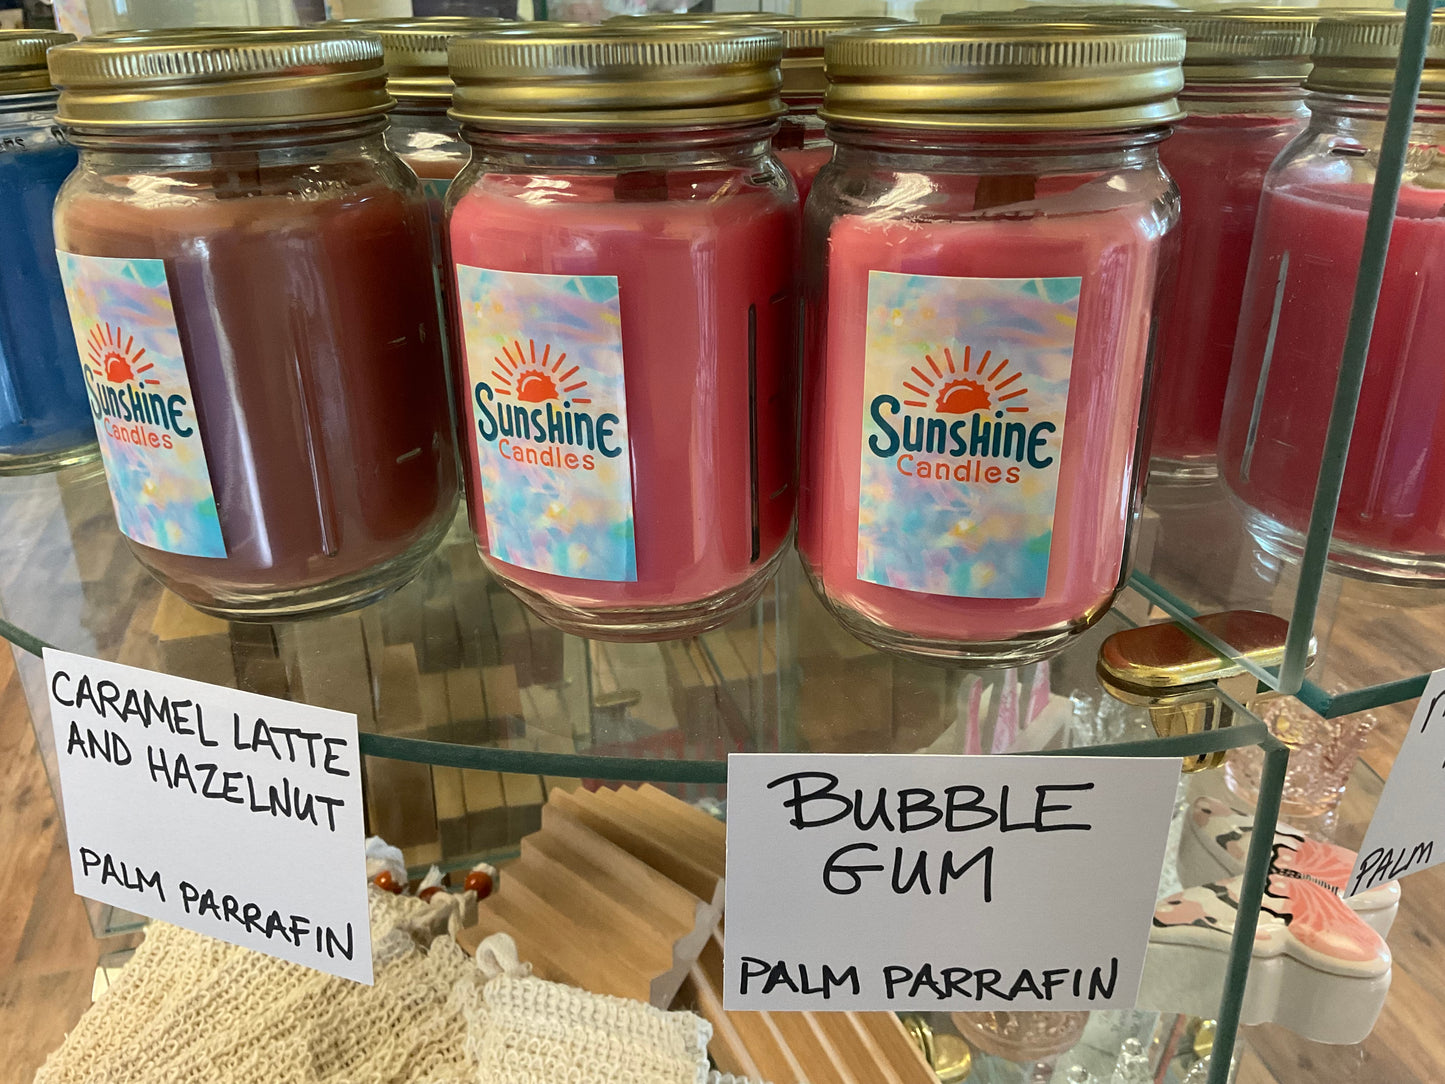 Sunshine
Candles
Sunshine
Candles
Sunshine
Candles
CARAMEL LATTE
AND HAZELNUT
PALM PARRAFIN
BUBBLE
GUM
PALM PARRAFIN
PALM